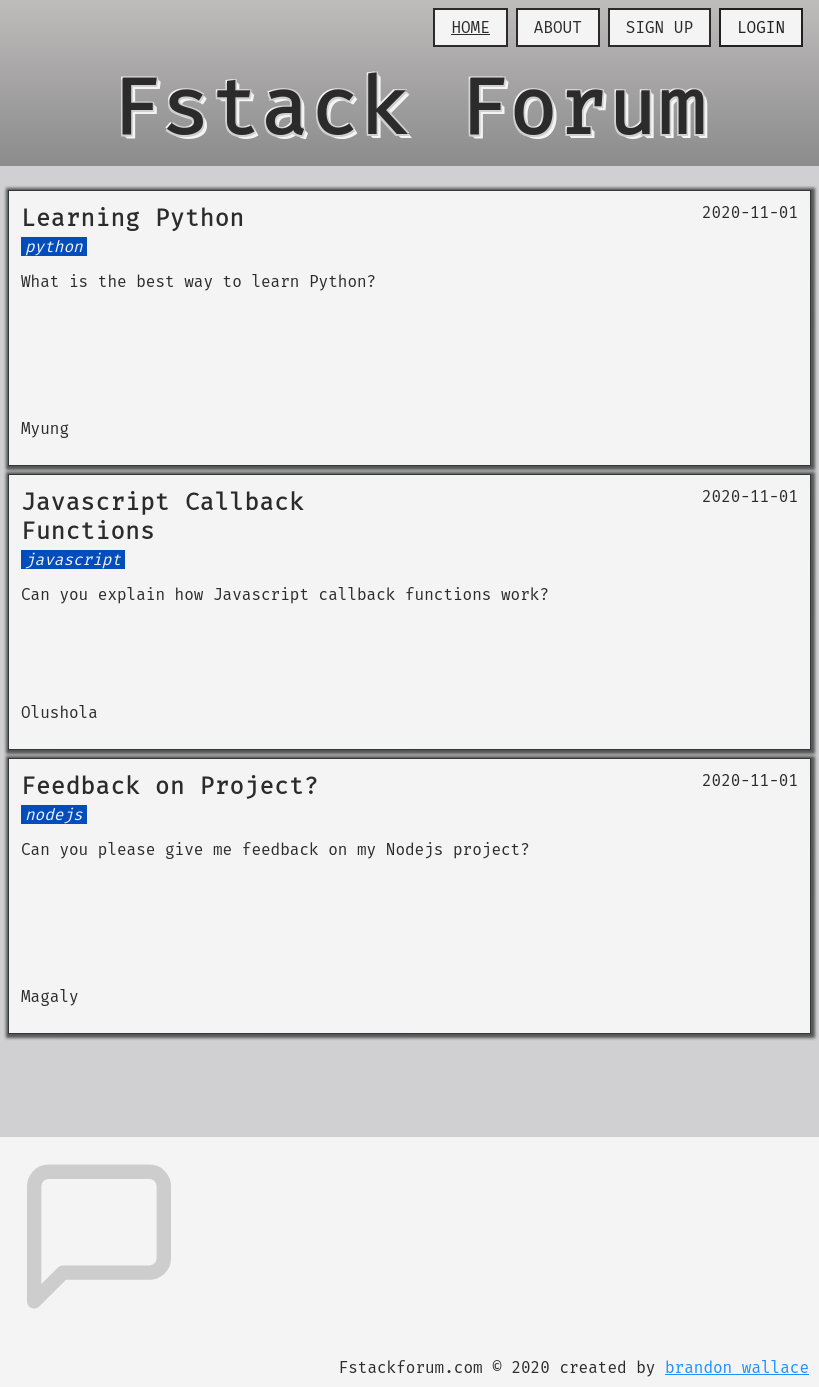 HOME ABOUT SIGN UP LOGIN
Fstack Forum
Learning Python 2020-11-01
python
What is the best way to learn Python?
Myung
Javascript Callback 2020-11-01
Functions
javascript
Can you explain how Javascript callback functions work?
Olushola
Feedback on Project? 2020-11-01
nodejs
Can you please give me feedback on my Nodejs project?
Magaly
Fstackforum.com © 2020 created by brandon wallace